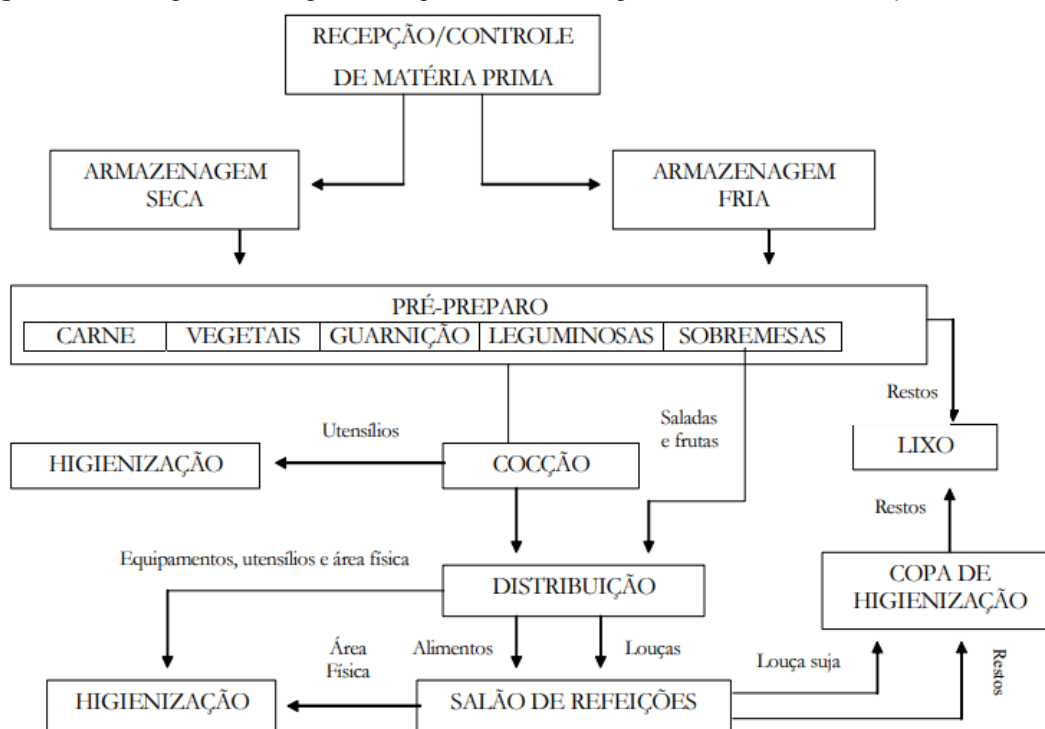 RECEPÇÃO/CONTROLE
DE MATÉRIA PRIMA
ARMAZENAGEM
SECA
ARMAZENAGEM
FRIA
PRÉ-PREPARO
CARNE
VEGETAIS
GUARNIÇÃO
LEGUMINOSAS
SOBREMESAS
Restos
Saladas
e frutas
Utensílios
LIXO
HIGIENIZAÇÃO
COCÇÃO
Restos
Equipamentos, utensílios e área física
DISTRIBUIÇÃO
COPA DE
HIGIENIZAÇÃO
Área
Física
Alimentos
Louças
Louça suja
Restos
HIGIENIZAÇÃO
SALÃO DE REFEIÇÕES